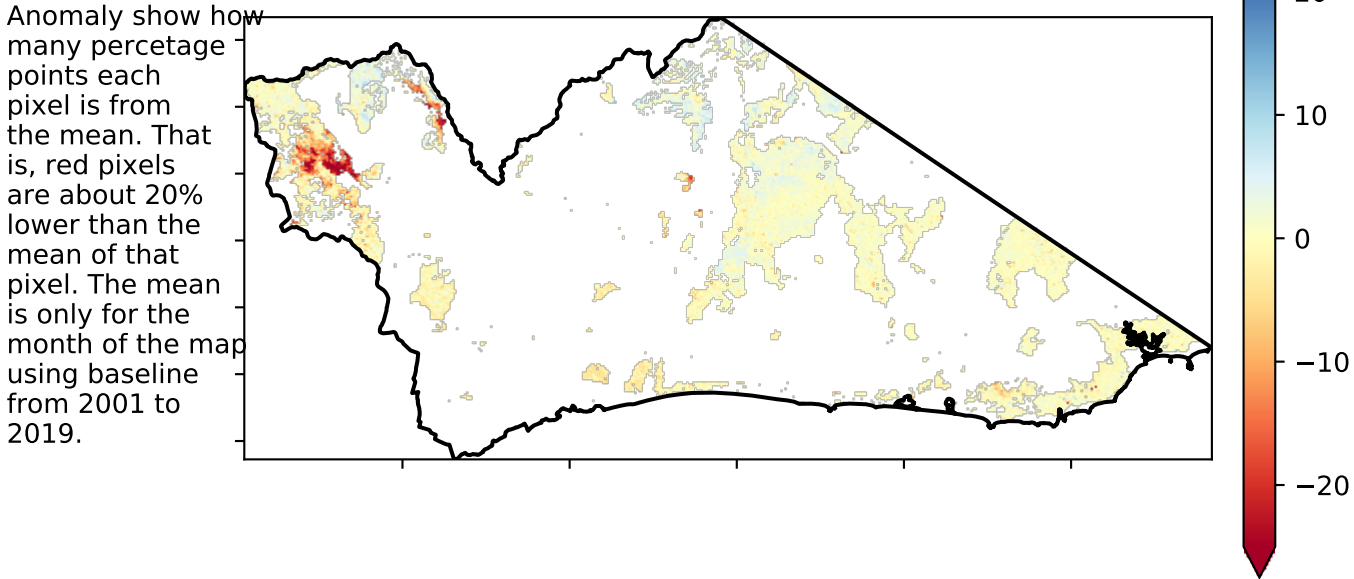 Anomaly show how
many percetage
points each
pixel is from
the mean. That
is, red pixels
are about 20%
lower than the
mean of that
pixel. The mean
is only for the
month of the map
using baseline
from 2001 to
2019.
10
0
−10
−20